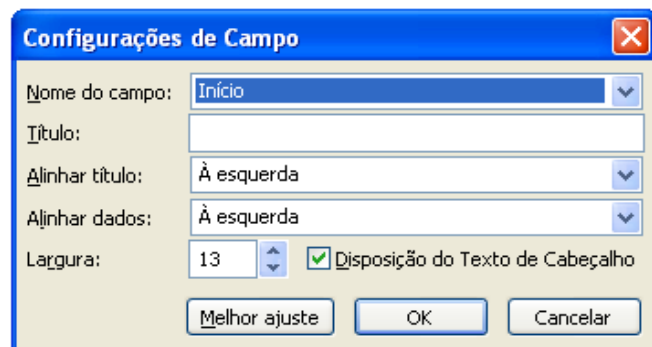 Configurações de Campo
Nome do campo: Início
Título:
Alinhar título: À esquerda
Alinhar dados: À esquerda
Largura: 13 Disposição do Texto de Cabeçalho
Melhor ajuste OK Cancelar